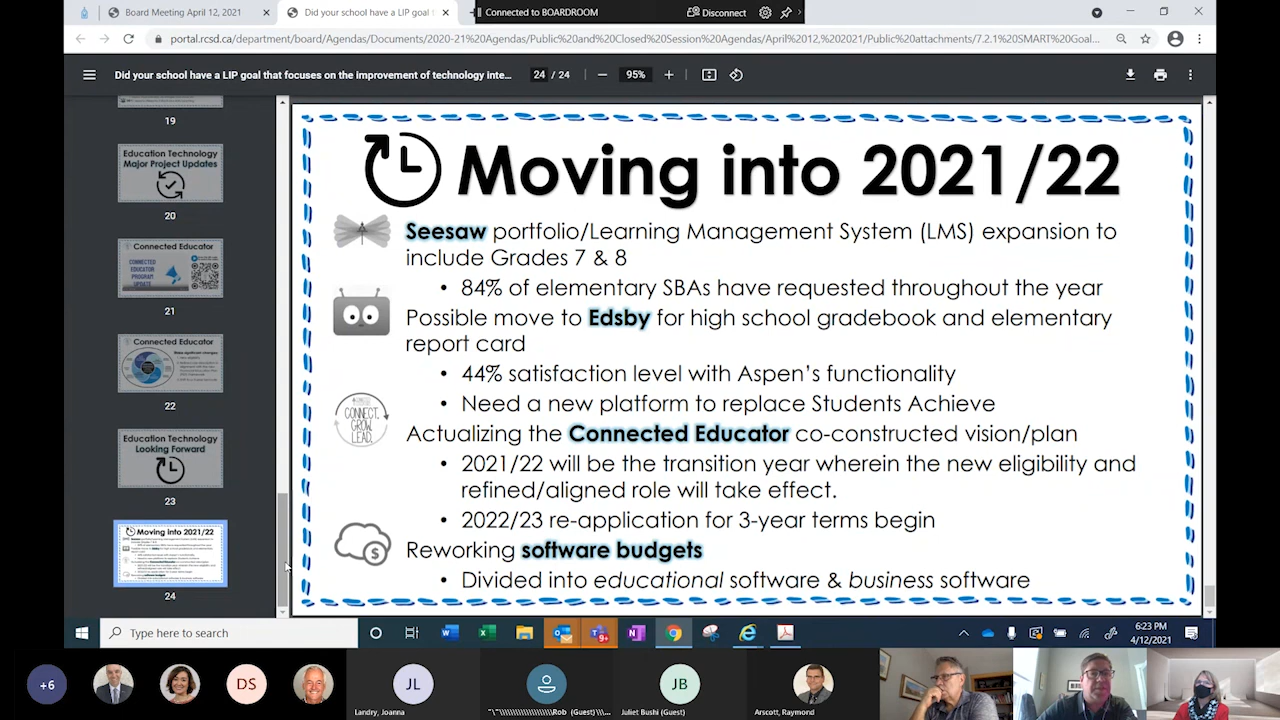 Board Meeting April 12, 2021
Did your school have a LIP goal t
Connected to BOARDROOM
Disconnect
portal.rcsd.ca/department/board/Agendas/Documents/2020-21%20Agendas/Public%20and%20Closed%20Session%20Agendas/April%2012,%202021/Public%20attachments/7.2.1%20SMART%20Goal...
Did your school have a LIP goal that focuses on the improvement of technology inte...
24 / 24
95%
19
Education Technology
Major Project Updates
20
Connected Educator
CONNECTED
EDUCATOR
PROGRAM
UPDATE
21
Connected Educator
22
Education Technology
Looking Forward
23
Moving into 2021/22
24
Moving into 2021/22
Seesaw portfolio/Learning Management System (LMS) expansion to
include Grades 7 & 8
• 84% of elementary SBAs have requested throughout the year
Possible move to Edsby for high school gradebook and elementary
report card
• 44% satisfaction level with Aspen's functionality
• Need a new platform to replace Students Achieve
CONNECT.
GROW.
LEAD.
Actualizing the Connected Educator co-constructed vision/plan
• 2021/22 will be the transition year wherein the new eligibility and
refined/aligned role will take effect.
• 2022/23 re-application for 3-year terms begin
$
Reworking software budgets
• Divided into educational software & business software
Type here to search
9+
6:23 PM
4/12/2021
+6
DS
JL
Landry, Joanna
Rob (Guest)
JB
Juliet Bushi (Guest)
Arscott, Raymond